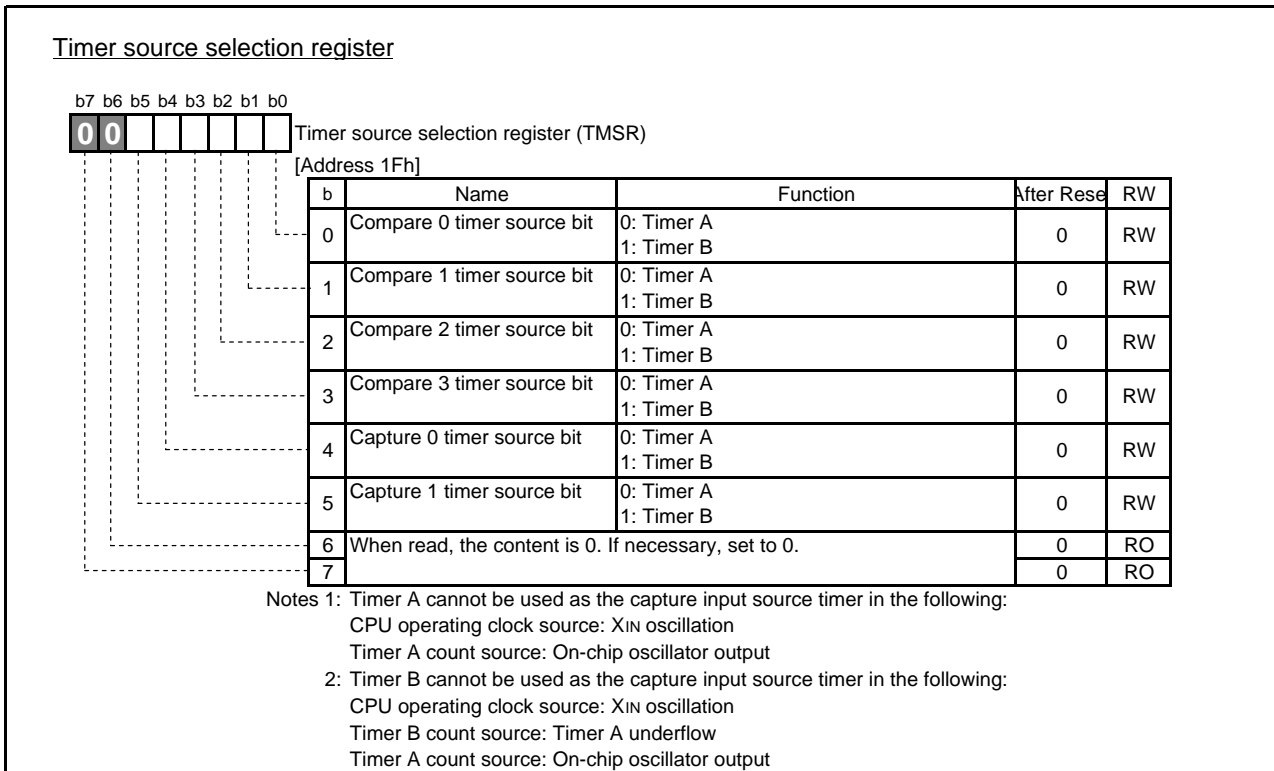 Timer source selection register
b7 b6 b5 b4 b3 b2 b1 b0
0 0 Timer source selection register (TMSR)
[Address 1Fh]
b Name Function After Rese RW
0 Compare 0 timer source bit 0: Timer A 0 RW
1: Timer B
1 Compare 1 timer source bit 0: Timer A 0 RW
1: Timer B
2 Compare 2 timer source bit 0: Timer A 0 RW
1: Timer B
3 Compare 3 timer source bit 0: Timer A 0 RW
1: Timer B
4 Capture 0 timer source bit 0: Timer A 0 RW
1: Timer B
5 Capture 1 timer source bit 0: Timer A 0 RW
1: Timer B
6 When read, the content is 0. If necessary, set to 0. 0 RO
7 0 RO
Notes 1: Timer A cannot be used as the capture input source timer in the following:
CPU operating clock source: XIN oscillation
Timer A count source: On-chip oscillator output
2: Timer B cannot be used as the capture input source timer in the following:
CPU operating clock source: XIN oscillation
Timer B count source: Timer A underflow
Timer A count source: On-chip oscillator output